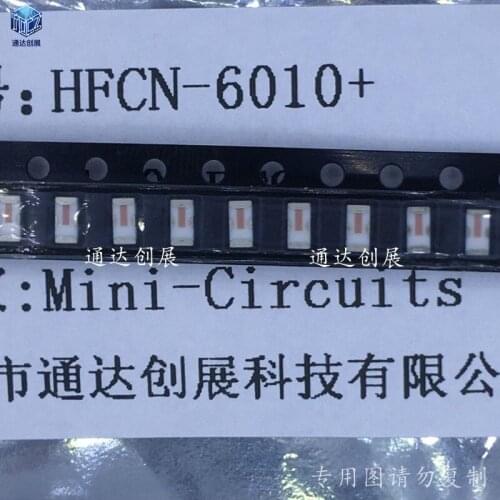 通达创展
号:HFCN-6010+
通达创展 通达创展
:Mini-Circuits
市通达创展科技有限公
专用图请勿复制